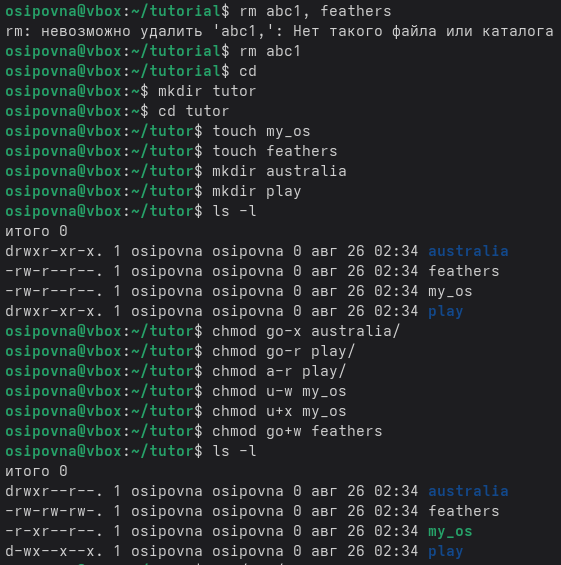 osipovna@vbox:~/tutorial$ rm abc1, feathers
rm: невозможно удалить 'abc1,': Нет такого файла или каталога
osipovna@vbox:~/tutorial$ rm abc1
osipovna@vbox:~/tutorial$ cd
osipovna@vbox:~$ mkdir tutor
osipovna@vbox:~$ cd tutor
osipovna@vbox:~/tutor$ touch my_os
osipovna@vbox:~/tutor$ touch feathers
osipovna@vbox:~/tutor$ mkdir australia
osipovna@vbox:~/tutor$ mkdir play
osipovna@vbox:~/tutor$ ls -l
итого 0
drwxr-xr-x. 1 osipovna osipovna 0 авг 26 02:34 australia
-rw-r--r--. 1 osipovna osipovna 0 авг 26 02:34 feathers
-rw-r--r--. 1 osipovna osipovna 0 авг 26 02:34 my_os
drwxr-xr-x. 1 osipovna osipovna 0 авг 26 02:34 play
osipovna@vbox:~/tutor$ chmod go-x australia/
osipovna@vbox:~/tutor$ chmod go-r play/
osipovna@vbox:~/tutor$ chmod a-r play/
osipovna@vbox:~/tutor$ chmod u-w my_os
osipovna@vbox:~/tutor$ chmod u+x my_os
osipovna@vbox:~/tutor$ chmod go+w feathers
osipovna@vbox:~/tutor$ ls -l
итого 0
drwxr--r--. 1 osipovna osipovna 0 авг 26 02:34 australia
-rw-rw-rw-. 1 osipovna osipovna 0 авг 26 02:34 feathers
-r-xr--r--. 1 osipovna osipovna 0 авг 26 02:34 my_os
d-wx--x--x. 1 osipovna osipovna 0 авг 26 02:34 play